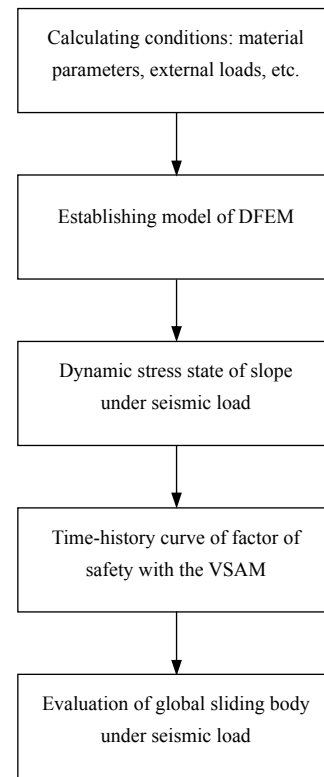 Calculating conditions: material
parameters, external loads, etc.
Establishing model of DFEM
Dynamic stress state of slope
under seismic load
Time-history curve of factor of
safety with the VSAM
Evaluation of global sliding body
under seismic load